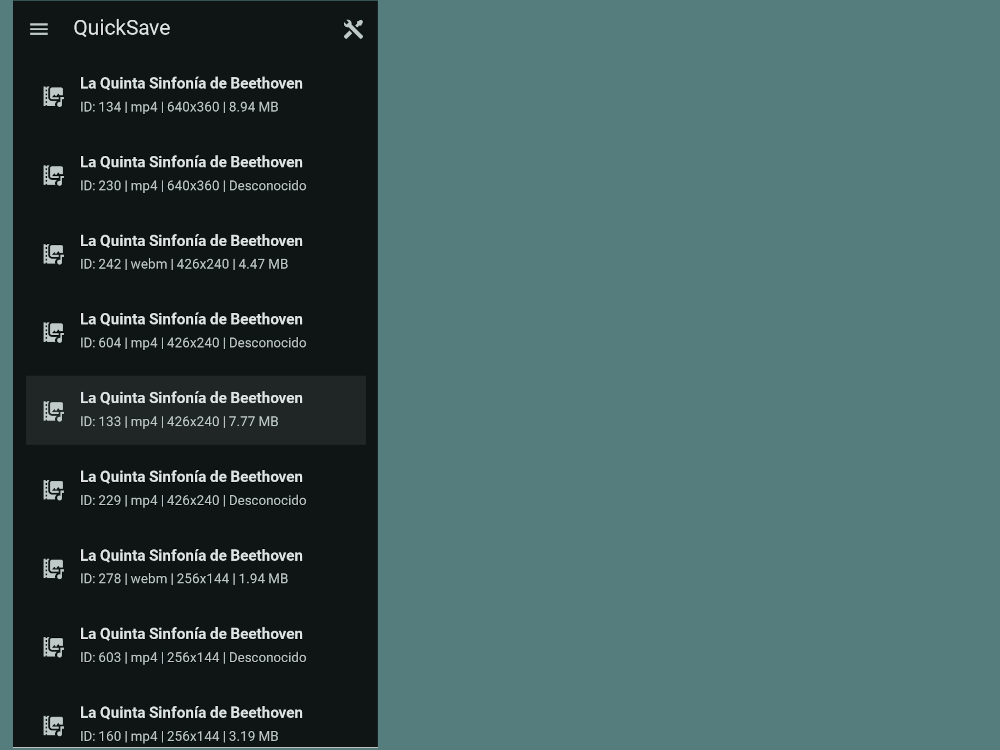 QuickSave
La Quinta Sinfonía de Beethoven
ID: 134 | mp4 | 640x360 | 8.94 MB
La Quinta Sinfonía de Beethoven
ID: 230 | mp4 | 640x360 | Desconocido
La Quinta Sinfonía de Beethoven
ID: 242 | webm | 426x240 | 4.47 MB
La Quinta Sinfonía de Beethoven
ID: 604 | mp4 | 426x240 | Desconocido
La Quinta Sinfonía de Beethoven
ID: 133 | mp4 | 426x240 | 7.77 MB
La Quinta Sinfonía de Beethoven
ID: 229 | mp4 | 426x240 | Desconocido
La Quinta Sinfonía de Beethoven
ID: 278 | webm | 256x144 | 1.94 MB
La Quinta Sinfonía de Beethoven
ID: 603 | mp4 | 256x144 | Desconocido
La Quinta Sinfonía de Beethoven
ID: 160 | mp4 | 256x144 | 3.19 MB